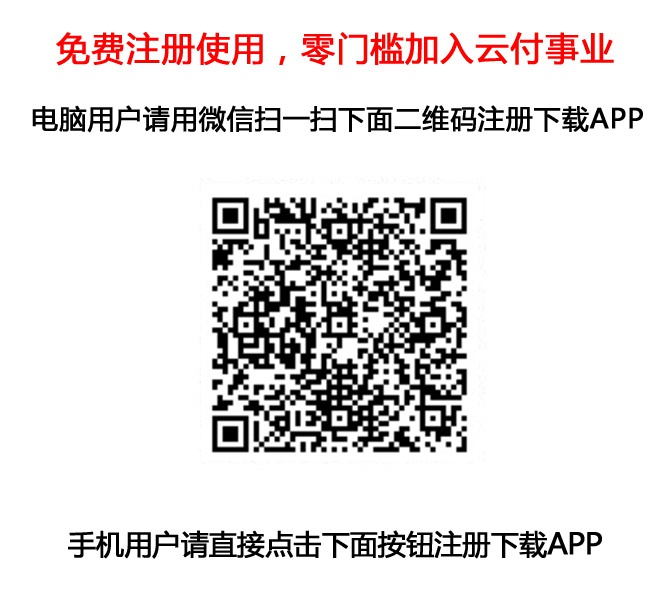 免费注册使用，零门槛加入云付事业
电脑用户请用微信扫一扫下面二维码注册下载APP
手机用户请直接点击下面按钮注册下载APP